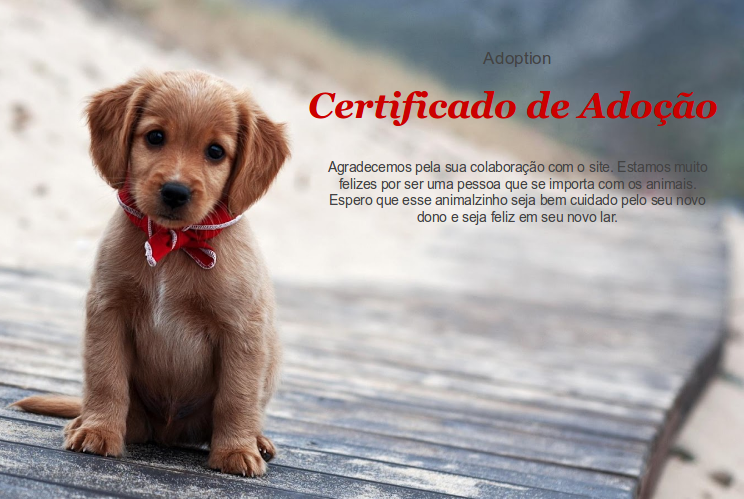 Adoption
Certificado de Adoção
Agradecemos pela sua colaboração com o site. Estamos muito
felizes por ser uma pessoa que se importa com os animais.
Espero que esse animalzinho seja bem cuidado pelo seu novo
dono e seja feliz em seu novo lar.